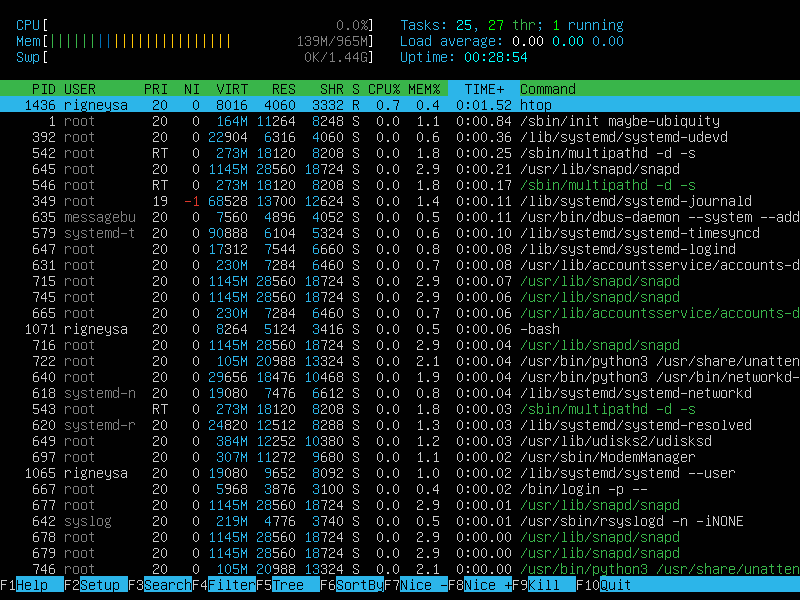 CPU[ 0.0%] Tasks: 25, 27 thr; 1 running
Mem[||||||||||||||||||||||| 139M/965M] Load average: 0.00 0.00 0.00
Swp[ 0K/1.44G] Uptime: 00:28:54
PID USER PRI NI VIRT RES SHR S CPU% MEM% TIME+ Command
1436 rigneysa 20 0 8016 4060 3332 R 0.7 0.4 0:01.52 htop
1 root 20 0 164M 11264 8248 S 0.0 1.1 0:00.84 /sbin/init maybe-ubiquity
392 root 20 0 22904 6316 4060 S 0.0 0.6 0:00.36 /lib/systemd/systemd-udevd
542 root RT 0 273M 18120 8208 S 0.0 1.8 0:00.25 /sbin/multipathd -d -s
645 root 20 0 1145M 28560 18724 S 0.0 2.9 0:00.21 /usr/lib/snapd/snapd
546 root RT 0 273M 18120 8208 S 0.0 1.8 0:00.17 /sbin/multipathd -d -s
349 root 19 -1 68528 13700 12624 S 0.0 1.4 0:00.11 /lib/systemd/systemd-journald
635 messagebu 20 0 7560 4896 4052 S 0.0 0.5 0:00.11 /usr/bin/dbus-daemon --system --add
579 systemd-t 20 0 90888 6104 5324 S 0.0 0.6 0:00.10 /lib/systemd/systemd-timesyncd
647 root 20 0 17312 7544 6660 S 0.0 0.8 0:00.08 /lib/systemd/systemd-logind
631 root 20 0 230M 7284 6460 S 0.0 0.7 0:00.08 /usr/lib/accountsservice/accounts-d
715 root 20 0 1145M 28560 18724 S 0.0 2.9 0:00.07 /usr/lib/snapd/snapd
745 root 20 0 1145M 28560 18724 S 0.0 2.9 0:00.06 /usr/lib/snapd/snapd
665 root 20 0 230M 7284 6460 S 0.0 0.7 0:00.06 /usr/lib/accountsservice/accounts-d
1071 rigneysa 20 0 8264 5124 3416 S 0.0 0.5 0:00.05 -bash
716 root 20 0 1145M 28560 18724 S 0.0 2.9 0:00.04 /usr/lib/snapd/snapd
722 root 20 0 105M 20988 13324 S 0.0 2.1 0:00.04 /usr/bin/python3 /usr/share/unatten
640 root 20 0 29656 18476 10468 S 0.0 1.9 0:00.04 /usr/bin/python3 /usr/bin/networkd-
618 systemd-n 20 0 19080 7476 6612 S 0.0 0.8 0:00.04 /lib/systemd/systemd-networkd
543 root RT 0 273M 18120 8208 S 0.0 1.8 0:00.03 /sbin/multipathd -d -s
620 systemd-r 20 0 24820 12512 8288 S 0.0 1.3 0:00.03 /lib/systemd/systemd-resolved
649 root 20 0 384M 12252 10380 S 0.0 1.2 0:00.03 /usr/lib/udisks2/udisksd
697 root 20 0 307M 11272 9680 S 0.0 1.1 0:00.02 /usr/sbin/ModemManager
1065 rigneysa 20 0 19080 9652 8092 S 0.0 1.0 0:00.02 /lib/systemd/systemd --user
667 root 20 0 5968 3876 3100 S 0.0 0.4 0:00.02 /bin/login -p --
677 root 20 0 1145M 28560 18724 S 0.0 2.9 0:00.01 /usr/lib/snapd/snapd
642 syslog 20 0 219M 4776 3740 S 0.0 0.5 0:00.01 /usr/sbin/rsyslogd -n -iNONE
678 root 20 0 1145M 28560 18724 S 0.0 2.9 0:00.00 /usr/lib/snapd/snapd
679 root 20 0 1145M 28560 18724 S 0.0 2.9 0:00.00 /usr/lib/snapd/snapd
746 root 20 0 105M 20988 13324 S 0.0 2.1 0:00.00 /usr/bin/python3 /usr/share/unatten
F1Help F2Setup F3SearchF4FilterF5Tree F6SortByF7Nice -F8Nice +F9Kill F10Quit